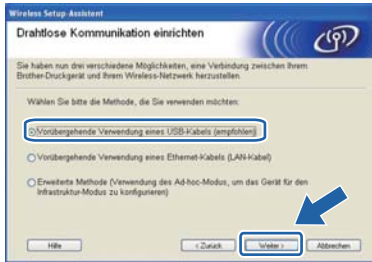 Wireless Setup-Assistent
Drahtlose Kommunikation einrichten
Sie haben nun drei verschiedene Möglichkeiten, eine Verbindung zwischen Ihrem
Brother-Druckgerät und Ihrem Wireless-Netzwerk herzustellen.
Wählen Sie bitte die Methode, die Sie verwenden möchten:
Vorübergehende Verwendung eines USB-Kabels (empfohlen)
Vorübergehende Verwendung eines Ethernet-Kabels (LAN-Kabel)
Erweiterte Methode (Verwendung des Ad-hoc-Modus, um das Gerät für den
Infrastruktur-Modus zu konfigurieren)
Hilfe < Zurück Weiter > Abbrechen